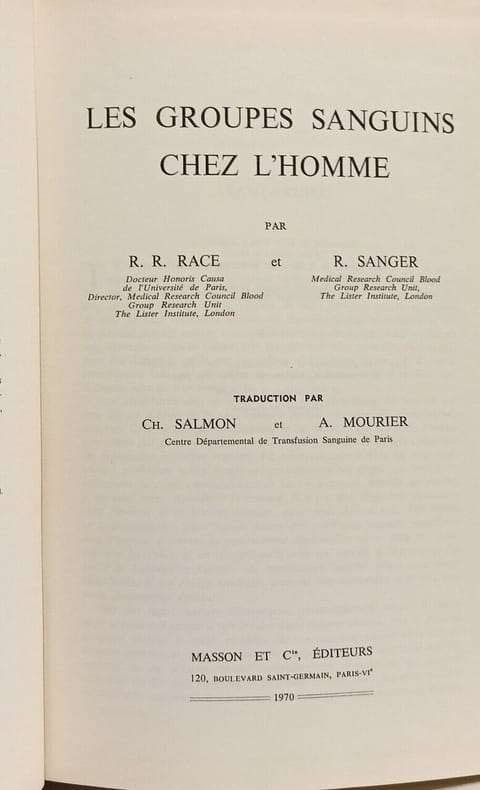 LES GROUPES SANGUINS
CHEZ L'HOMME
PAR
R. R. RACE et R. SANGER
Docteur Honoris Causa
de l'Université de Paris,
Director, Medical Research Council Blood
Group Research Unit
The Lister Institute, London
Medical Research Council Blood
Group Research Unit,
The Lister Institute, London
TRADUCTION PAR
CH. SALMON et A. MOURIER
Centre Départemental de Transfusion Sanguine de Paris
MASSON ET Cie, ÉDITEURS
120, BOULEVARD SAINT-GERMAIN, PARIS-VIe
1970